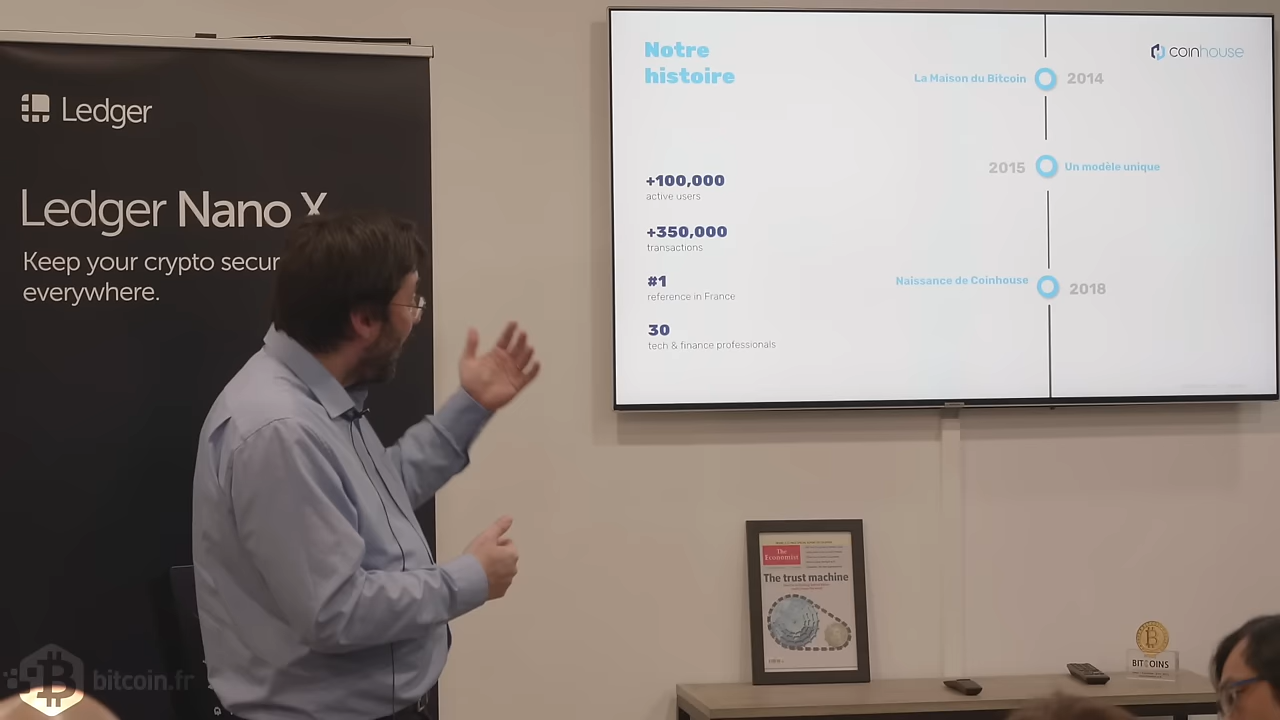 Ledger
Ledger Nano X
Keep your crypto secur
everywhere.
Notre
histoire
coinhouse
La Maison du Bitcoin
2014
2015
Un modèle unique
+100,000
active users
+350,000
transactions
Naissance de Coinhouse
2018
#1
reference in France
30
tech & finance professionals
The
Economist
The trust machine
BITCOINS
bitcoin.fr